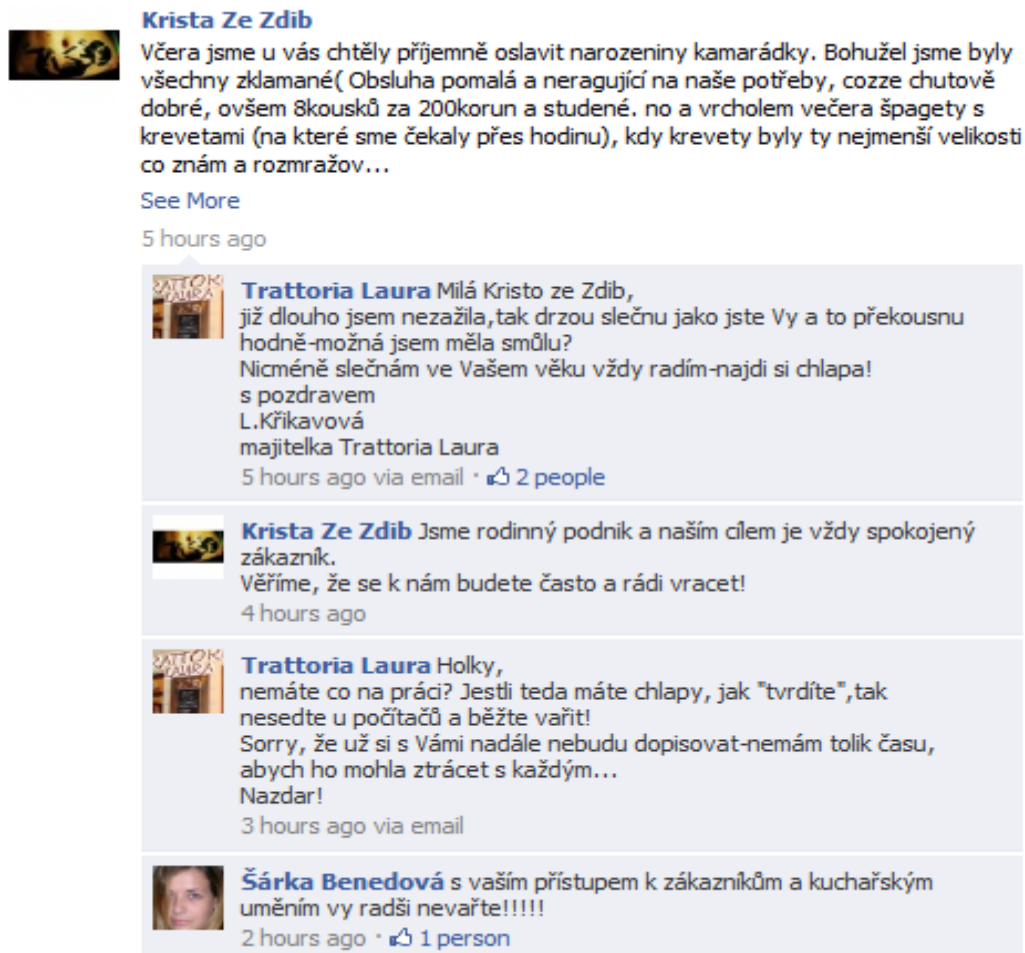 Krista Ze Zdib
Včera jsme u vás chtěly příjemně oslavit narozeniny kamarádky. Bohužel jsme byly
všechny zklamané( Obsluha pomalá a neragující na naše potřeby, cozze chutově
dobré, ovšem 8kousků za 200korun a studené. no a vrcholem večera špagety s
krevetami (na které sme čekaly přes hodinu), kdy krevety byly ty nejmenší velikosti
co znám a rozmražov...
See More
5 hours ago
Trattoria Laura Milá Kristo ze Zdib,
již dlouho jsem nezažila,tak drzou slečnu jako jste Vy a to překousnu
hodně-možná jsem měla smůlu?
Nicméně slečnám ve Vašem věku vždy radím-najdi si chlapa!
s pozdravem
L.Křikavová
majitelka Trattoria Laura
5 hours ago via email · 2 people
Krista Ze Zdib Jsme rodinný podnik a naším cílem je vždy spokojený
zákazník.
Věříme, že se k nám budete často a rádi vracet!
4 hours ago
Trattoria Laura Holky,
nemáte co na práci? Jestli teda máte chlapy, jak "tvrdíte",tak
nesedte u počítačů a běžte vařit!
Sorry, že už si s Vámi nadále nebudu dopisovat-nemám tolik času,
abych ho mohla ztrácet s každým...
Nazdar!
3 hours ago via email
Šárka Benedová s vaším přístupem k zákazníkům a kuchařským
uměním vy radši nevařte!!!!!
2 hours ago · 1 person